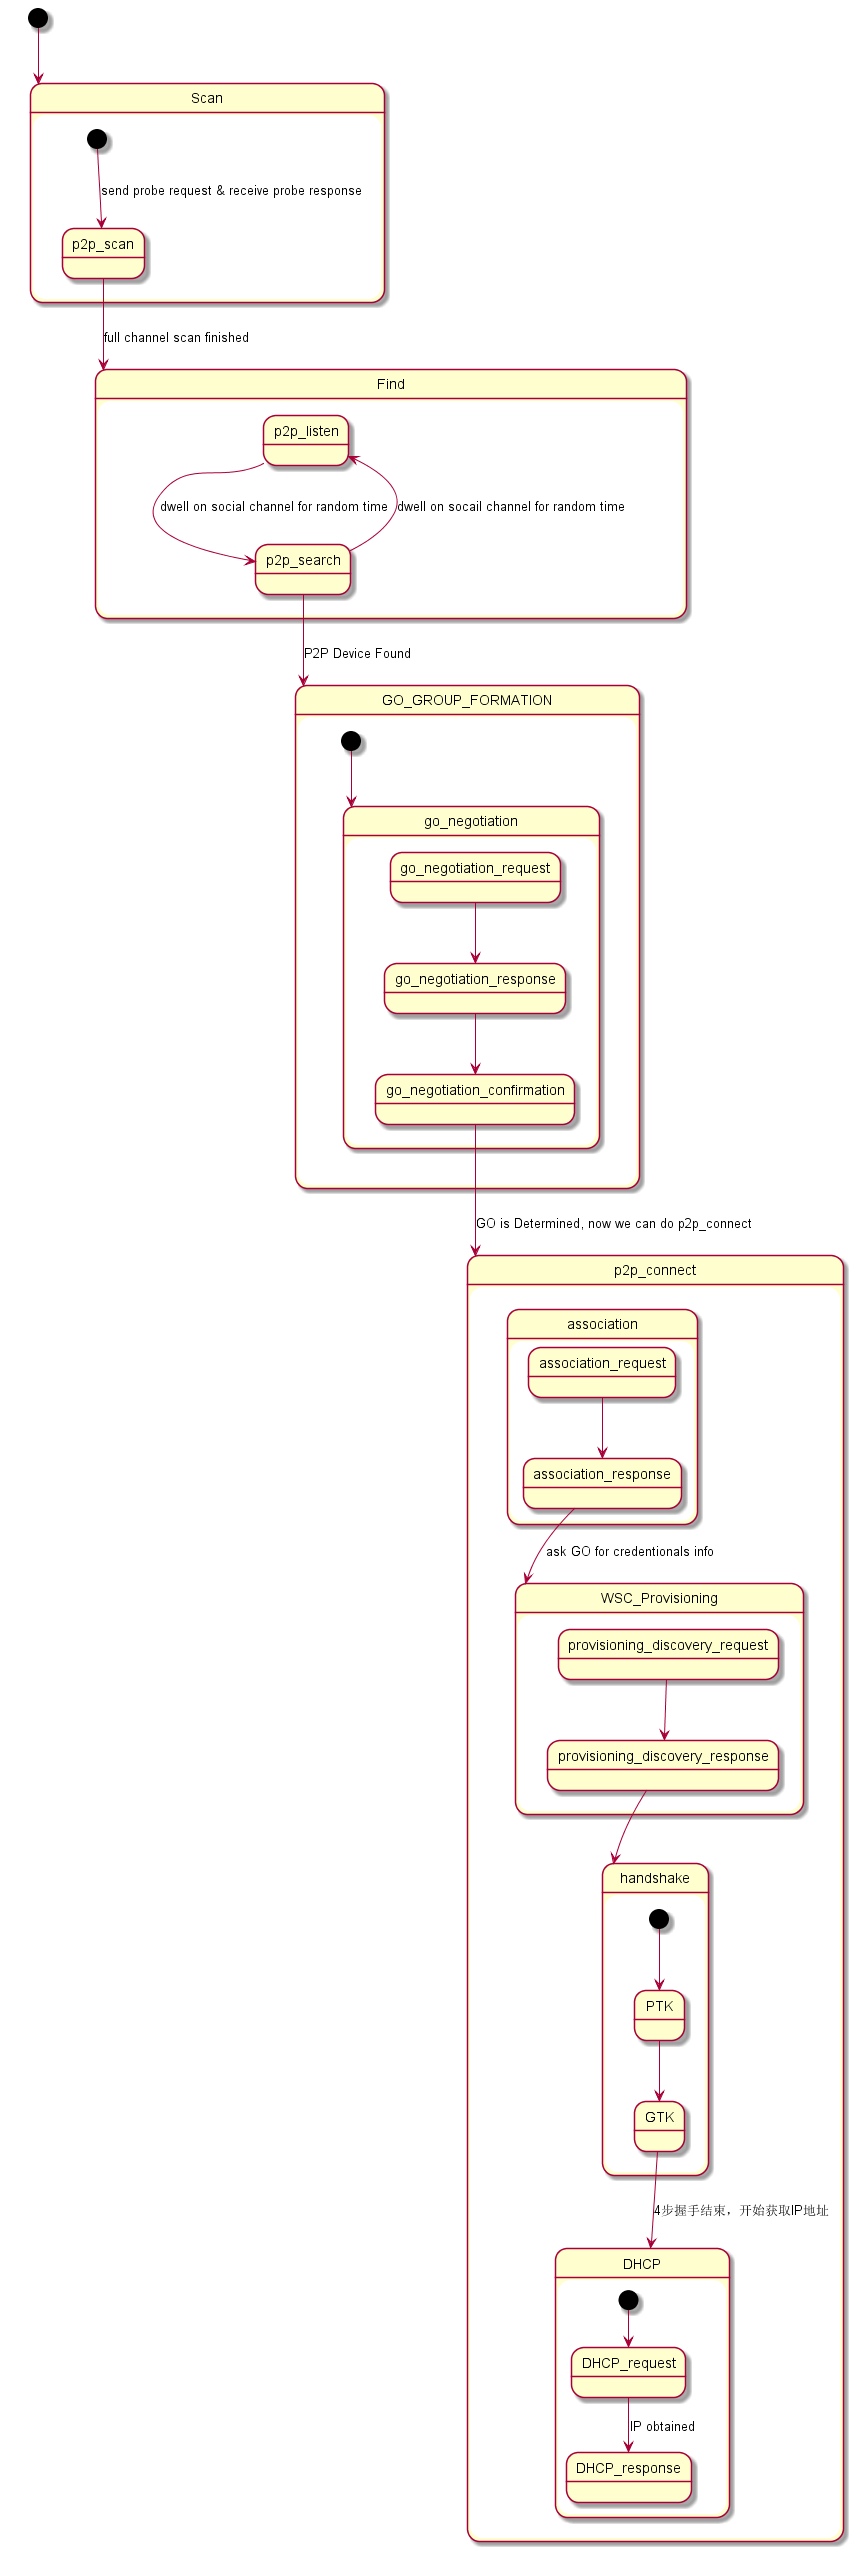 Scan
send probe request & receive probe response
p2p_scan
full channel scan finished
Find
p2p_listen
dwell on social channel for random time
dwell on socail channel for random time
p2p_search
P2P Device Found
GO_GROUP_FORMATION
go_negotiation
go_negotiation_request
go_negotiation_response
go_negotiation_confirmation
GO is Determined, now we can do p2p_connect
p2p_connect
association
association_request
association_response
ask GO for credentionals info
WSC_Provisioning
provisioning_discovery_request
provisioning_discovery_response
handshake
PTK
GTK
4步握手结束，开始获取IP地址
DHCP
DHCP_request
IP obtained
DHCP_response